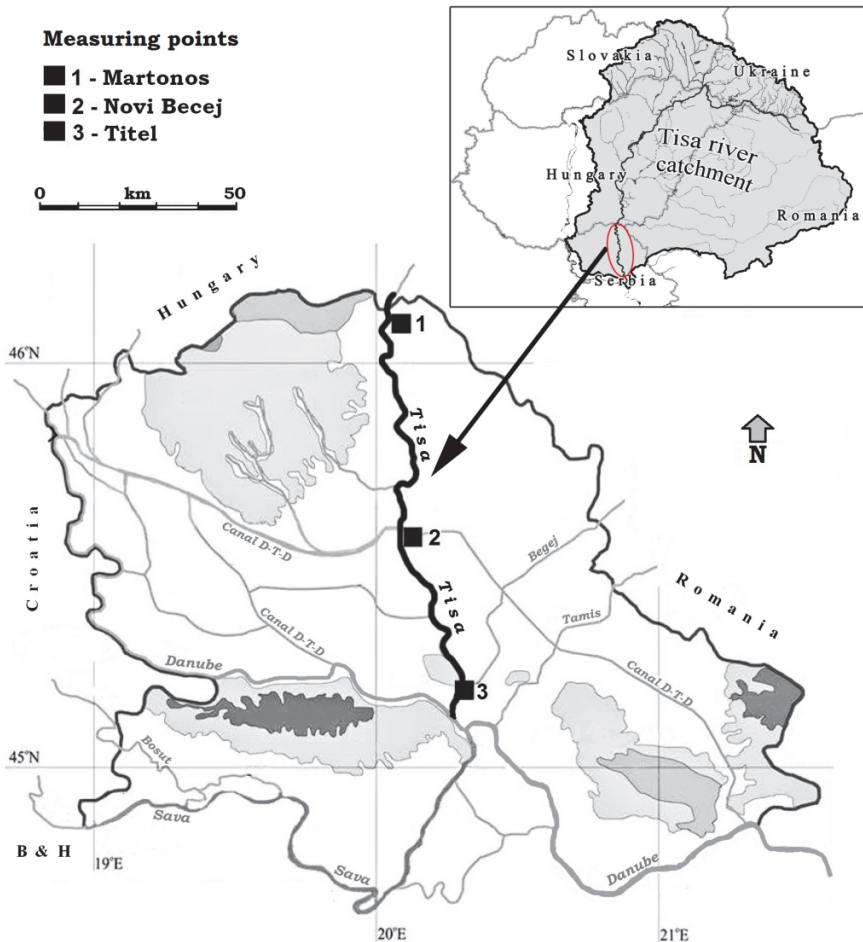 Measuring points
1 - Martonos
2 - Novi Becej
3 - Titel
0 km 50
Slovakia
Ukraine
Tisa river
catchment
Hungary
Romania
Serbia
Hungary
1
46°N
Tisa
N
Croatia
Canal D-T-D
2
Begej
Romania
Tisa
Tamis
Canal D-T-D
Danube
Canal D-T-D
3
45°N
Bosut
Sava
B & H
19°E
Sava
Danube
20°E
21°E